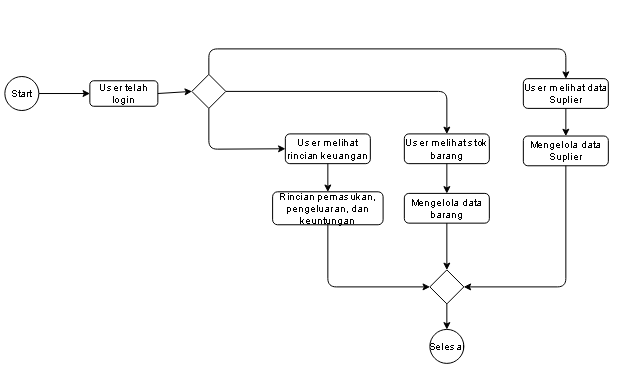 Start
User telah
login
User melihat
rincian keuangan
Rincian pemasukan,
pengeluaran, dan
keuntungan
User melihat stok
barang
Mengelola data
barang
User melihat data
Suplier
Mengelola data
Suplier
Selesai